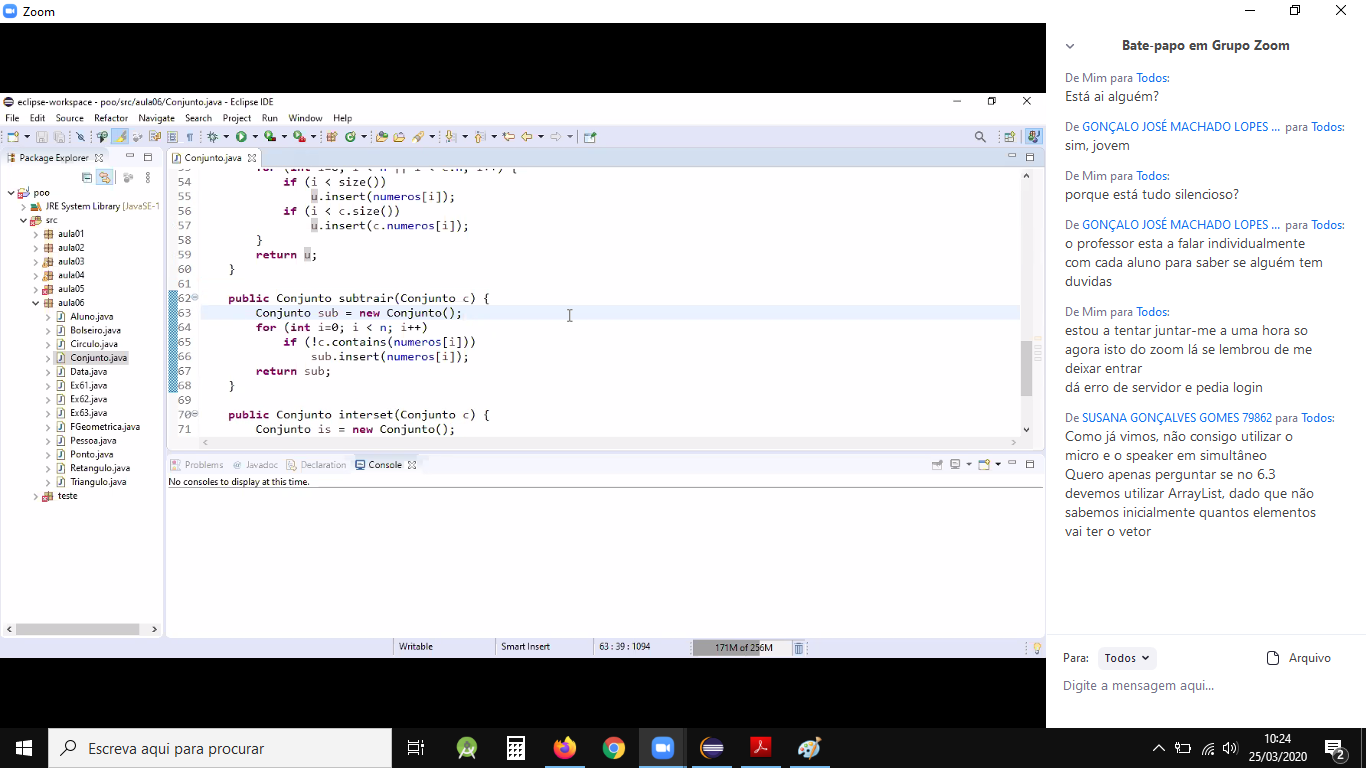 Zoom
eclipse-workspace - poo/src/aula06/Conjunto.java - Eclipse IDE
File Edit Source Refactor Navigate Search Project Run Window Help
Package Explorer
poo
JRE System Library [JavaSE-1
src
aula01
aula02
aula03
aula04
aula05
aula06
Aluno.java
Bolseiro.java
Circulo.java
Conjunto.java
Data.java
Ex61.java
Ex62.java
Ex63.java
FGeometrica.java
Pessoa.java
Ponto.java
Retangulo.java
Triangulo.java
teste
Conjunto.java
54 if (i < size())
55 u.insert(numeros[i]);
56 if (i < c.size())
57 u.insert(c.numeros[i]);
58 }
59 return u;
60 }
61
62 public Conjunto subtrair(Conjunto c) {
63 Conjunto sub = new Conjunto();
64 for (int i=0; i < n; i++)
65 if (!c.contains(numeros[i]))
66 sub.insert(numeros[i]);
67 return sub;
68 }
69
70 public Conjunto interset(Conjunto c) {
71 Conjunto is = new Conjunto();
Problems Javadoc Declaration Console
No consoles to display at this time.
Writable Smart Insert 63 : 39 : 1094 171M of 256M
Bate-papo em Grupo Zoom
De Mim para Todos:
Está ai alguém?
De GONÇALO JOSÉ MACHADO LOPES ... para Todos:
sim, jovem
De Mim para Todos:
porque está tudo silencioso?
De GONÇALO JOSÉ MACHADO LOPES ... para Todos:
o professor esta a falar individualmente
com cada aluno para saber se alguém tem
duvidas
De Mim para Todos:
estou a tentar juntar-me a uma hora so
agora isto do zoom lá se lembrou de me
deixar entrar
dá erro de servidor e pedia login
De SUSANA GONÇALVES GOMES 79862 para Todos:
Como já vimos, não consigo utilizar o
micro e o speaker em simultâneo
Quero apenas perguntar se no 6.3
devemos utilizar ArrayList, dado que não
sabemos inicialmente quantos elementos
vai ter o vetor
Para: Todos Arquivo
Digite a mensagem aqui...
Escreva aqui para procurar
10:24
25/03/2020
2